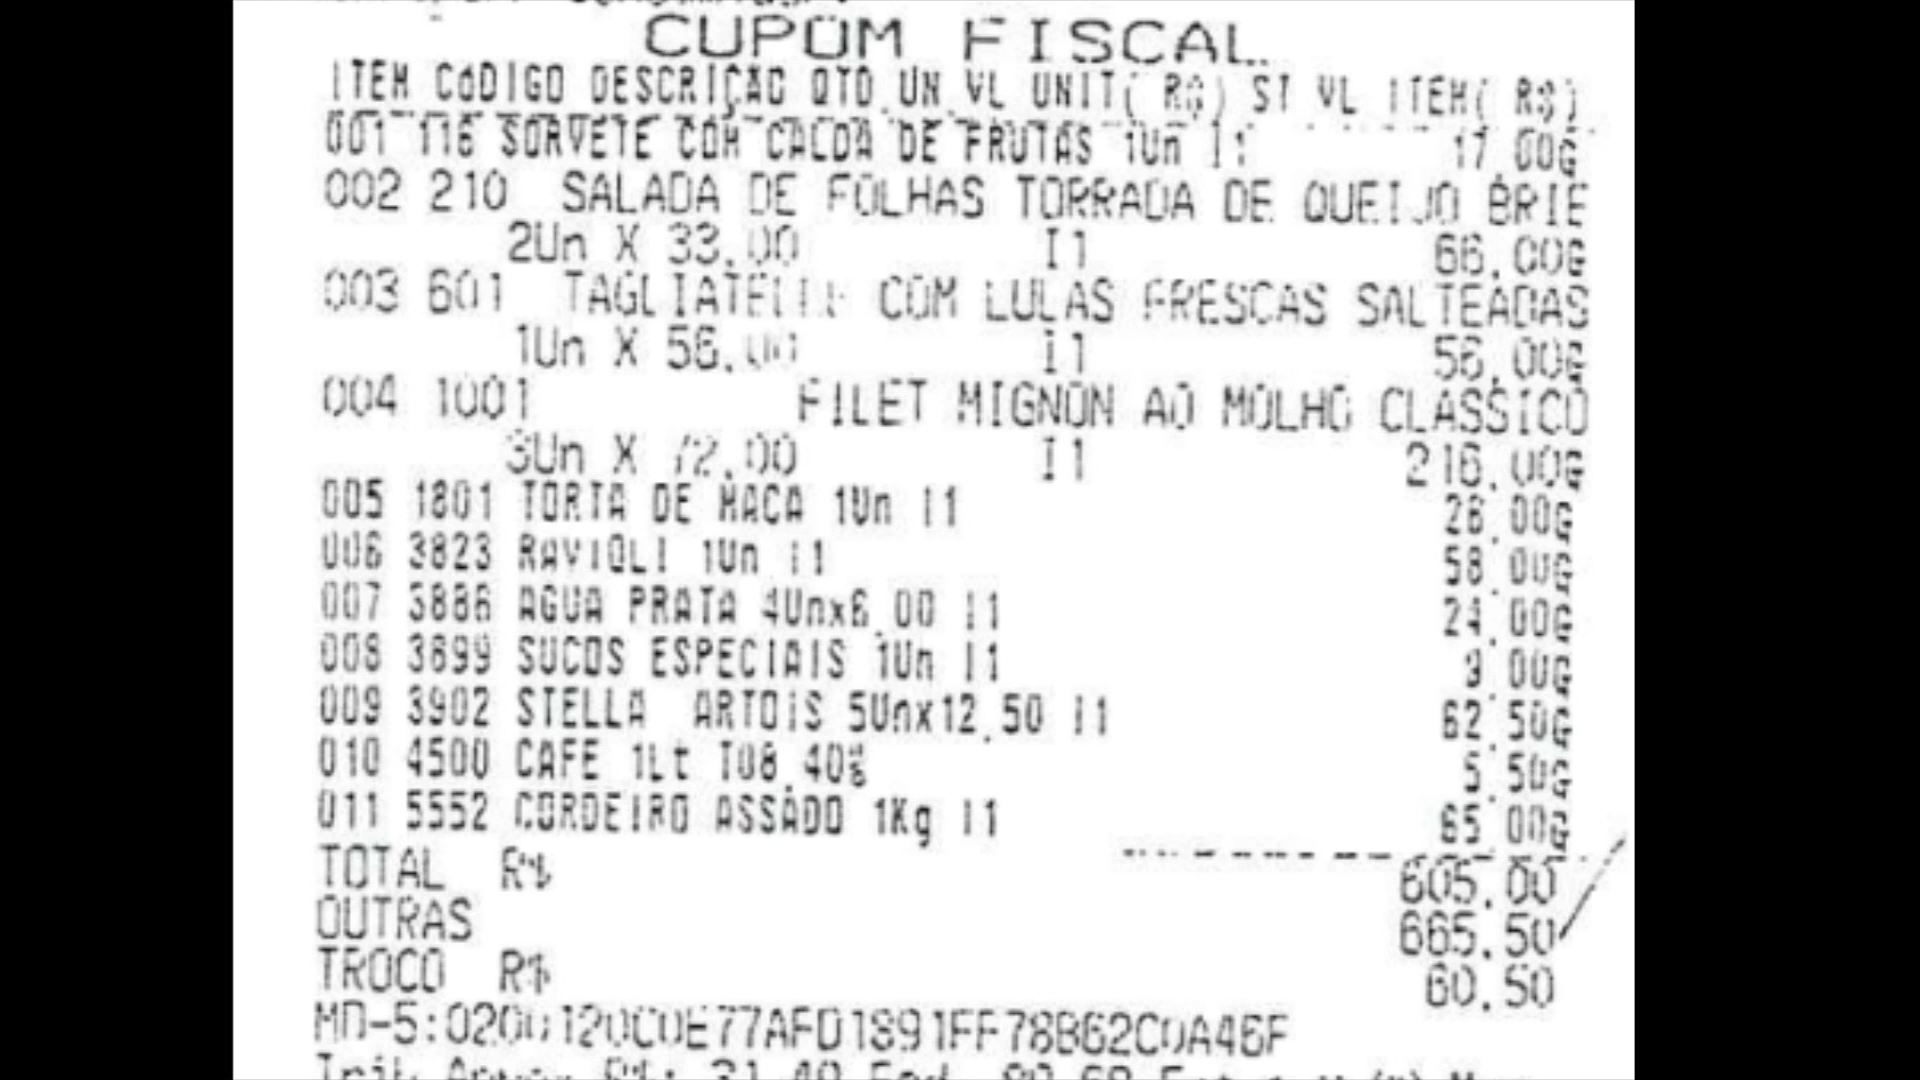 CUPOM FISCAL
ITEM CÓDIGO DESCRIÇÃO QTD.UN.VL UNIT( R$) ST VL ITEM( R$)
001 116 SORVETE COM CALDA DE FRUTAS 1Un I1 17.00G
002 210 SALADA DE FOLHAS TORRADA DE QUEIJO BRIE
2Un X 33.00 I1 66.00G
003 601 TAGLIATELLE COM LULAS FRESCAS SALTEADAS
1Un X 56.00 I1 56.00G
004 1001 FILET MIGNON AO MOLHO CLASSICO
3Un X 72.00 I1 216.00G
005 1801 TORTA DE MACA 1Un I1 26.00G
006 3823 RAVIOLI 1Un I1 58.00G
007 3886 AGUA PRATA 4Unx6.00 I1 24.00G
008 3899 SUCOS ESPECIAIS 1Un I1 9.00G
009 3902 STELLA ARTOIS 5Unx12.50 I1 62.50G
010 4500 CAFE 1Lt T08.40% 5.50G
011 5552 CORDEIRO ASSADO 1Kg I1 65.00G
TOTAL R$ 605.00
OUTRAS 665.50
TROCO R$ 60.50